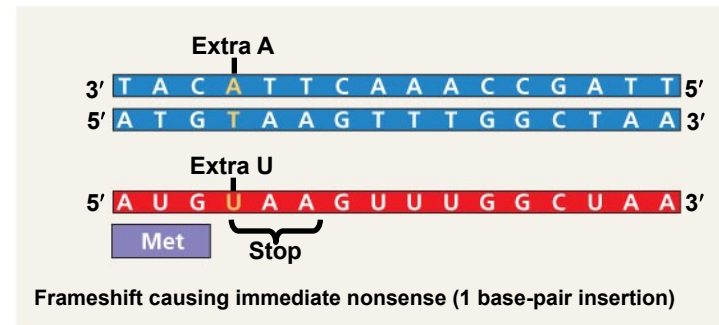 Extra A
3′ T A C A T T C A A A C C G A T T 5′
5′ A T G T A A G T T T G G C T A A 3′
Extra U
5′ A U G U A A G U U U G G C U A A 3′
Met
Stop
Frameshift causing immediate nonsense (1 base-pair insertion)